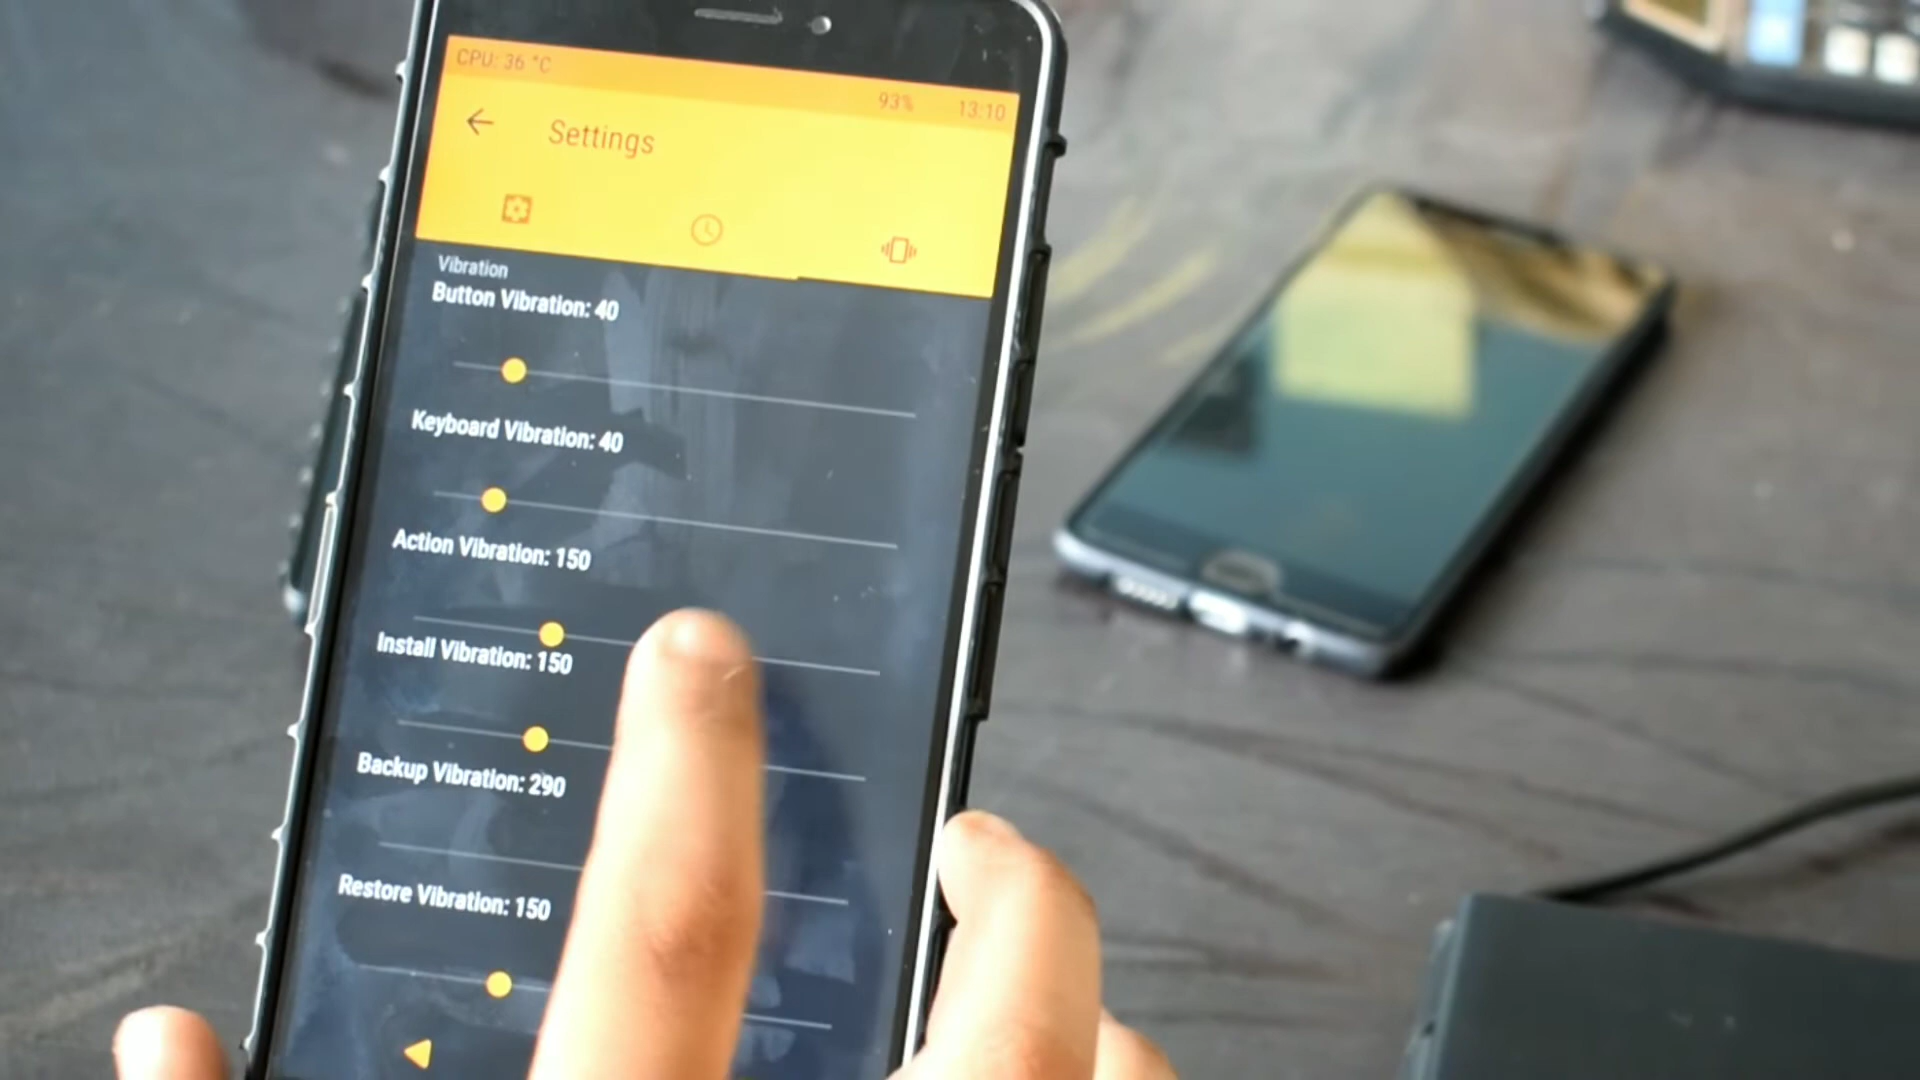 CPU: 36 °C
93% 13:10
Settings
Vibration
Button Vibration: 40
Keyboard Vibration: 40
Action Vibration: 150
Install Vibration: 150
Backup Vibration: 290
Restore Vibration: 150